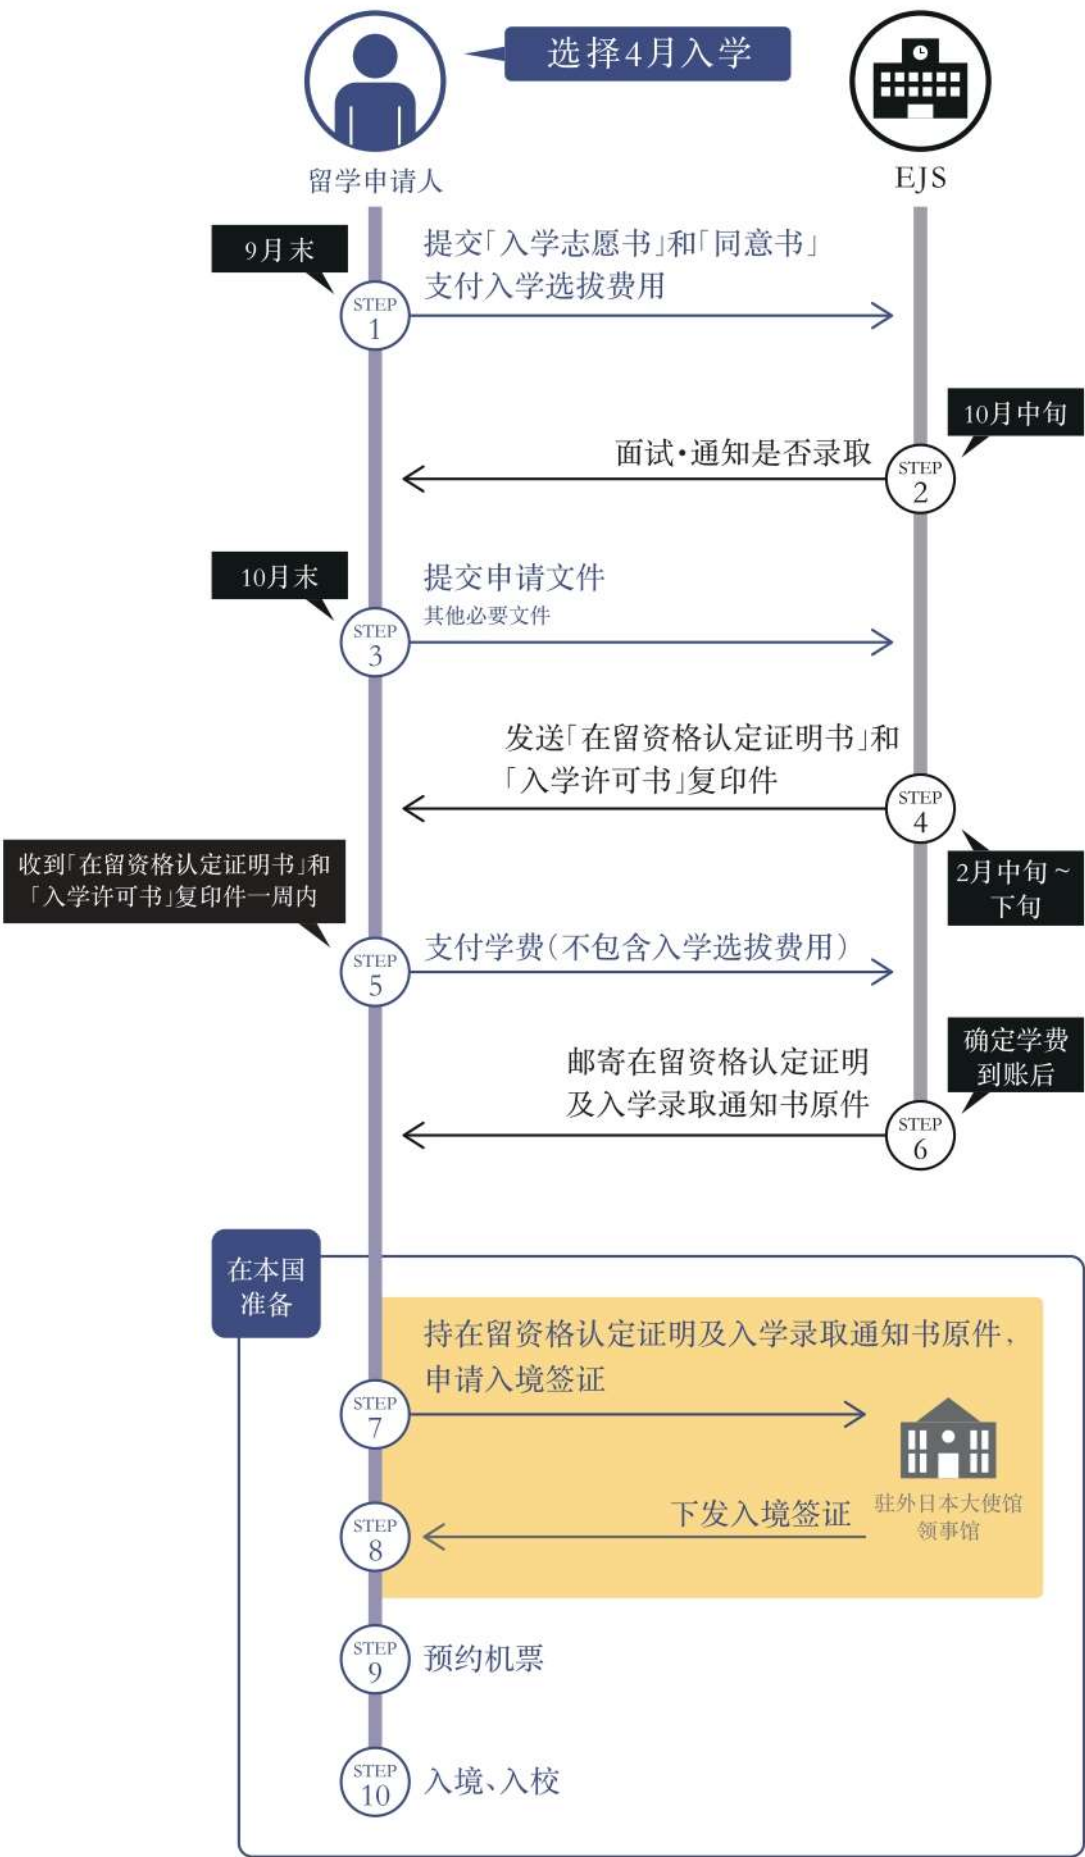 选择4月入学
留学申请人
EJS
9月末
提交「入学志愿书」和「同意书」
支付入学选拔费用
STEP
1
10月中旬
面试•通知是否录取
STEP
2
10月末
提交申请文件
其他必要文件
STEP
3
发送「在留资格认定证明书」和
「入学许可书」复印件
STEP
4
2月中旬~
下旬
收到「在留资格认定证明书」和
「入学许可书」复印件一周内
支付学费(不包含入学选拔费用)
STEP
5
确定学费
到账后
邮寄在留资格认定证明
及入学录取通知书原件
STEP
6
在本国
准备
持在留资格认定证明及入学录取通知书原件,
申请入境签证
STEP
7
驻外日本大使馆
领事馆
下发入境签证
STEP
8
STEP
9
预约机票
STEP
10
入境、入校